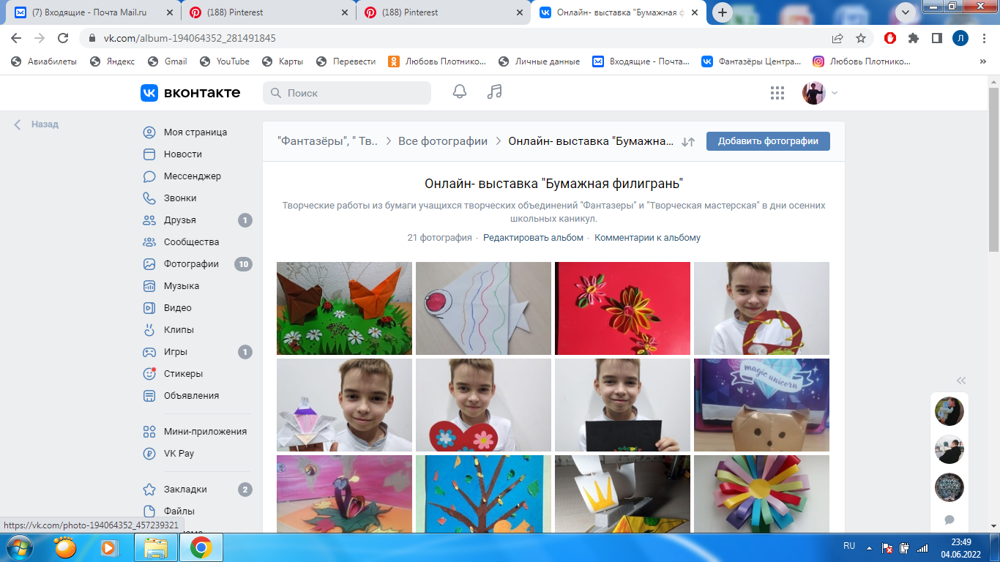 (7) Входящие - Почта Mail.ru
(188) Pinterest
(188) Pinterest
Онлайн- выставка "Бумажная ф
vk.com/album-194064352_281491845
Л
Авиабилеты
Яндекс
Gmail
YouTube
Карты
Перевести
Любовь Плотнико...
Личные данные
Входящие - Почта...
Фантазёры Центра...
Любовь Плотнико...
вконтакте
Поиск
Назад
Моя страница
Новости
Мессенджер
Звонки
Друзья 1
Сообщества
Фотографии 10
Музыка
Видео
Клипы
Игры 1
Стикеры
Объявления
Мини-приложения
VK Pay
Закладки 2
Файлы
"Фантазёры", " Тв..
Все фотографии
Онлайн- выставка "Бумажна...
Добавить фотографии
Онлайн- выставка "Бумажная филигрань"
Творческие работы из бумаги учащихся творческих объединений "Фантазеры" и "Творческая мастерская" в дни осенних
школьных каникул.
21 фотография · Редактировать альбом · Комментарии к альбому
magic unicorn
https://vk.com/photo-194064352_457239321
RU
23:49
04.06.2022